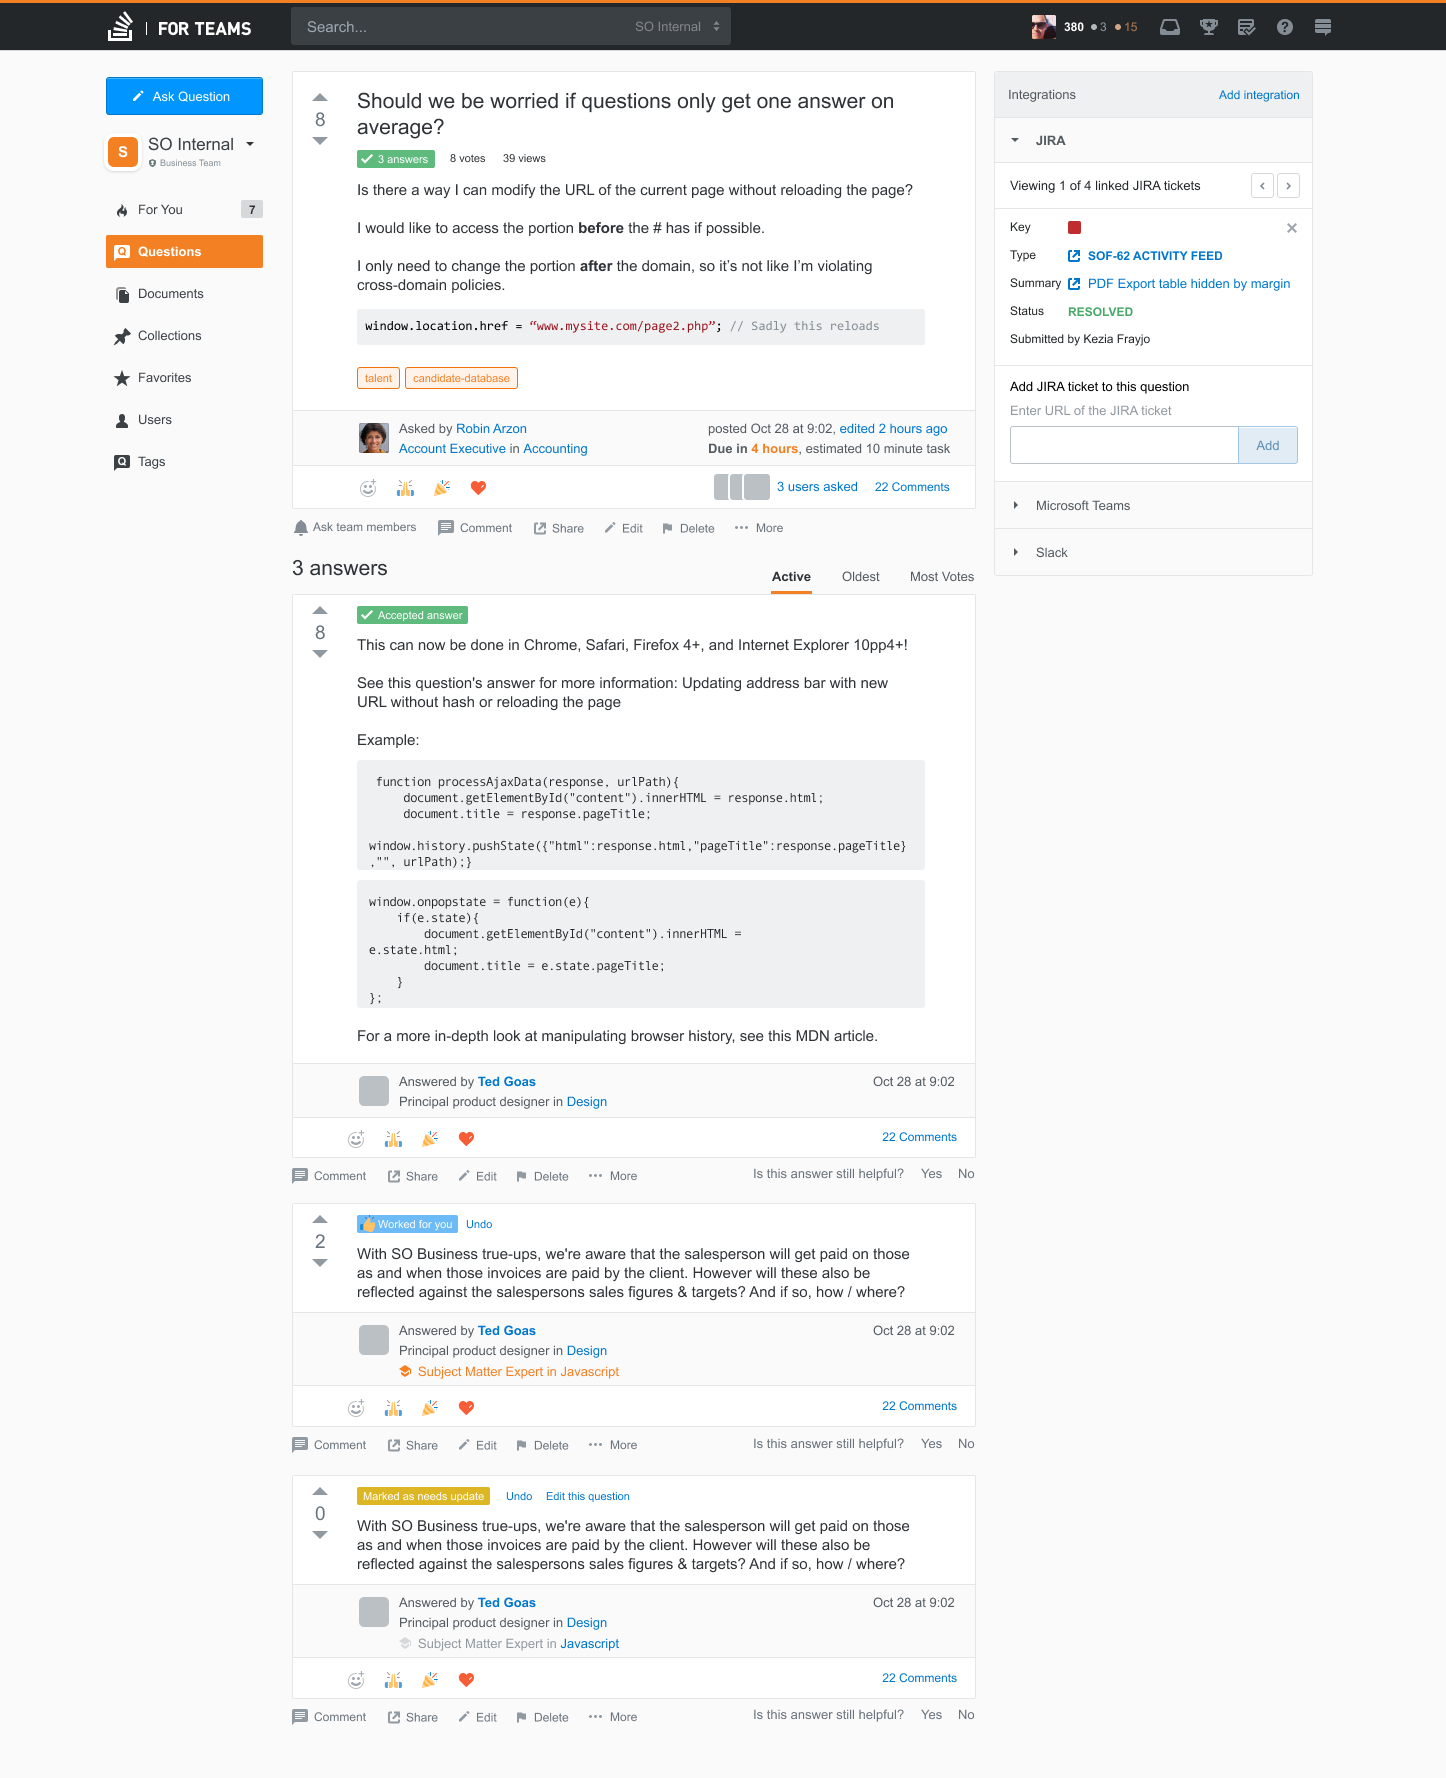 FOR TEAMS
Search...
SO Internal
380
3
15
Ask Question
S
SO Internal
Business Team
For You
7
Questions
Documents
Collections
Favorites
Users
Tags
8
Should we be worried if questions only get one answer on
average?
3 answers
8 votes
39 views
Is there a way I can modify the URL of the current page without reloading the page?
I would like to access the portion before the # has if possible.
I only need to change the portion after the domain, so it’s not like I’m violating
cross-domain policies.
window.location.href = “www.mysite.com/page2.php”; // Sadly this reloads
talent
candidate-database
Asked by Robin Arzon
Account Executive in Accounting
posted Oct 28 at 9:02, edited 2 hours ago
Due in 4 hours, estimated 10 minute task
3 users asked
22 Comments
Ask team members
Comment
Share
Edit
Delete
More
3 answers
Active
Oldest
Most Votes
8
Accepted answer
This can now be done in Chrome, Safari, Firefox 4+, and Internet Explorer 10pp4+!
See this question's answer for more information: Updating address bar with new
URL without hash or reloading the page
Example:
function processAjaxData(response, urlPath){
document.getElementById("content").innerHTML = response.html;
document.title = response.pageTitle;
window.history.pushState({"html":response.html,"pageTitle":response.pageTitle}
,"", urlPath);}
window.onpopstate = function(e){
if(e.state){
document.getElementById("content").innerHTML =
e.state.html;
document.title = e.state.pageTitle;
}
};
For a more in-depth look at manipulating browser history, see this MDN article.
Answered by Ted Goas
Principal product designer in Design
Oct 28 at 9:02
22 Comments
Comment
Share
Edit
Delete
More
Is this answer still helpful?
Yes
No
2
Worked for you
Undo
With SO Business true-ups, we're aware that the salesperson will get paid on those
as and when those invoices are paid by the client. However will these also be
reflected against the salespersons sales figures & targets? And if so, how / where?
Answered by Ted Goas
Principal product designer in Design
Subject Matter Expert in Javascript
Oct 28 at 9:02
22 Comments
Comment
Share
Edit
Delete
More
Is this answer still helpful?
Yes
No
0
Marked as needs update
Undo
Edit this question
With SO Business true-ups, we're aware that the salesperson will get paid on those
as and when those invoices are paid by the client. However will these also be
reflected against the salespersons sales figures & targets? And if so, how / where?
Answered by Ted Goas
Principal product designer in Design
Subject Matter Expert in Javascript
Oct 28 at 9:02
22 Comments
Comment
Share
Edit
Delete
More
Is this answer still helpful?
Yes
No
Integrations
Add integration
JIRA
Viewing 1 of 4 linked JIRA tickets
Key
Type
SOF-62 ACTIVITY FEED
Summary
PDF Export table hidden by margin
Status
RESOLVED
Submitted by Kezia Frayjo
Add JIRA ticket to this question
Enter URL of the JIRA ticket
Add
Microsoft Teams
Slack